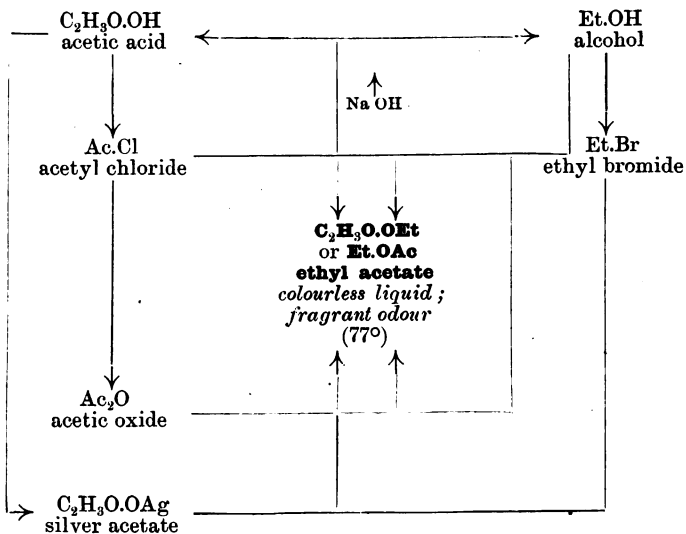 C₂H₃O.OH
acetic acid
Et.OH
alcohol
Na OH
Ac.Cl
acetyl chloride
Et.Br
ethyl bromide
C₂H₃O.OEt
or Et.OAc
ethyl acetate
colourless liquid ;
fragrant odour
(77°)
Ac₂O
acetic oxide
C₂H₃O.OAg
silver acetate